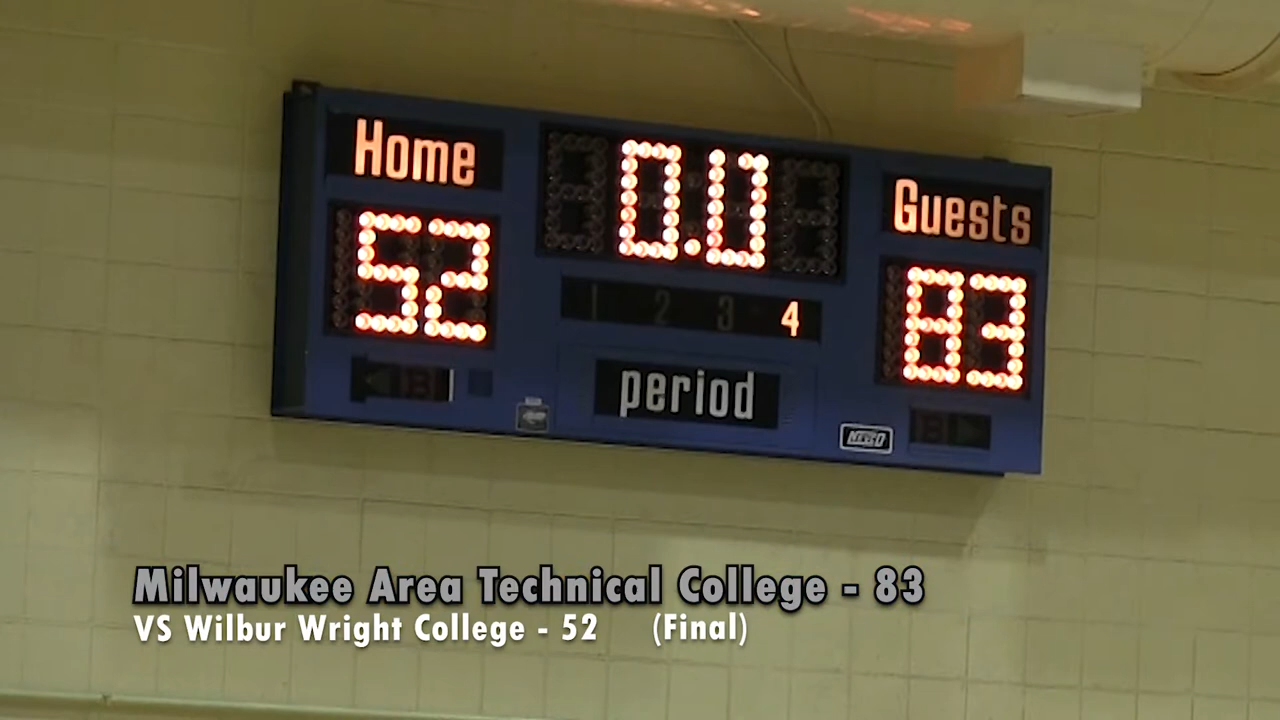 Home
0.0
Guests
52
83
1 2 3 4
period
Milwaukee Area Technical College - 83
VS Wilbur Wright College - 52 (Final)